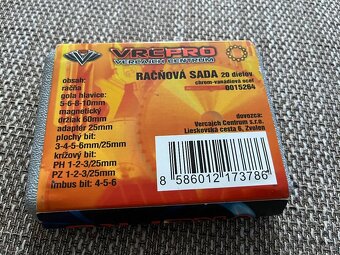 VRCPRO
VERCAJCH CENTRUM
RAČŇOVÁ SADA 20 dielov
chrom-vanádiová oceľ
0015264
obsah:
račňa
gola hlavice:
5-6-8-10mm
magnetický
držiak 60mm
adaptér 25mm
plochý bit:
3-4-5-6mm/25mm
krížový bit:
PH 1-2-3/25mm
PZ 1-2-3/25mm
imbus bit: 4-5-6
dovozca:
Vercajch Centrum s.r.o.
Lieskovská cesta 6, Zvolen
8 586012 173786